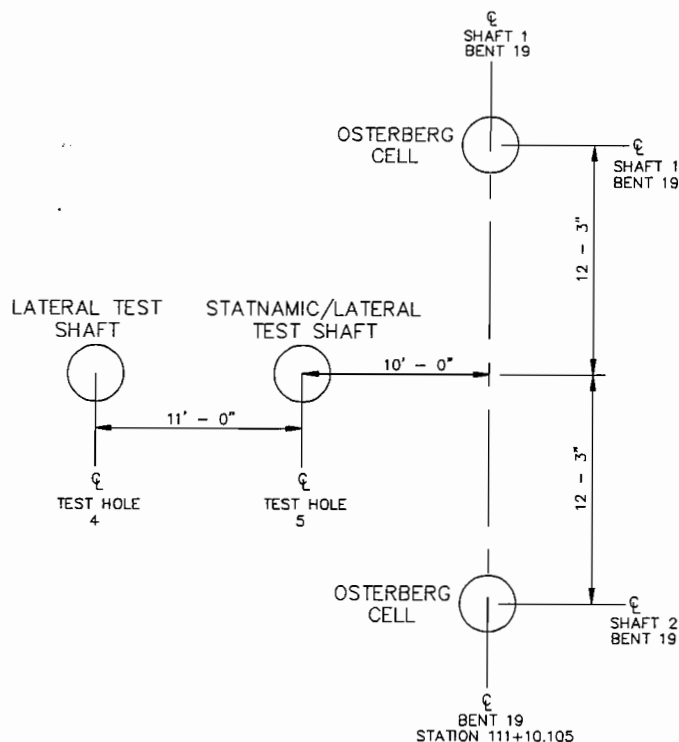 ℄
SHAFT 1
BENT 19
OSTERBERG
CELL
℄
SHAFT 1
BENT 19
12 - 3"
LATERAL TEST
SHAFT
STATNAMIC/LATERAL
TEST SHAFT
10' - 0"
11' - 0"
℄
TEST HOLE
4
℄
TEST HOLE
5
12 - 3"
OSTERBERG
CELL
℄
SHAFT 2
BENT 19
℄
BENT 19
STATION 111+10.105